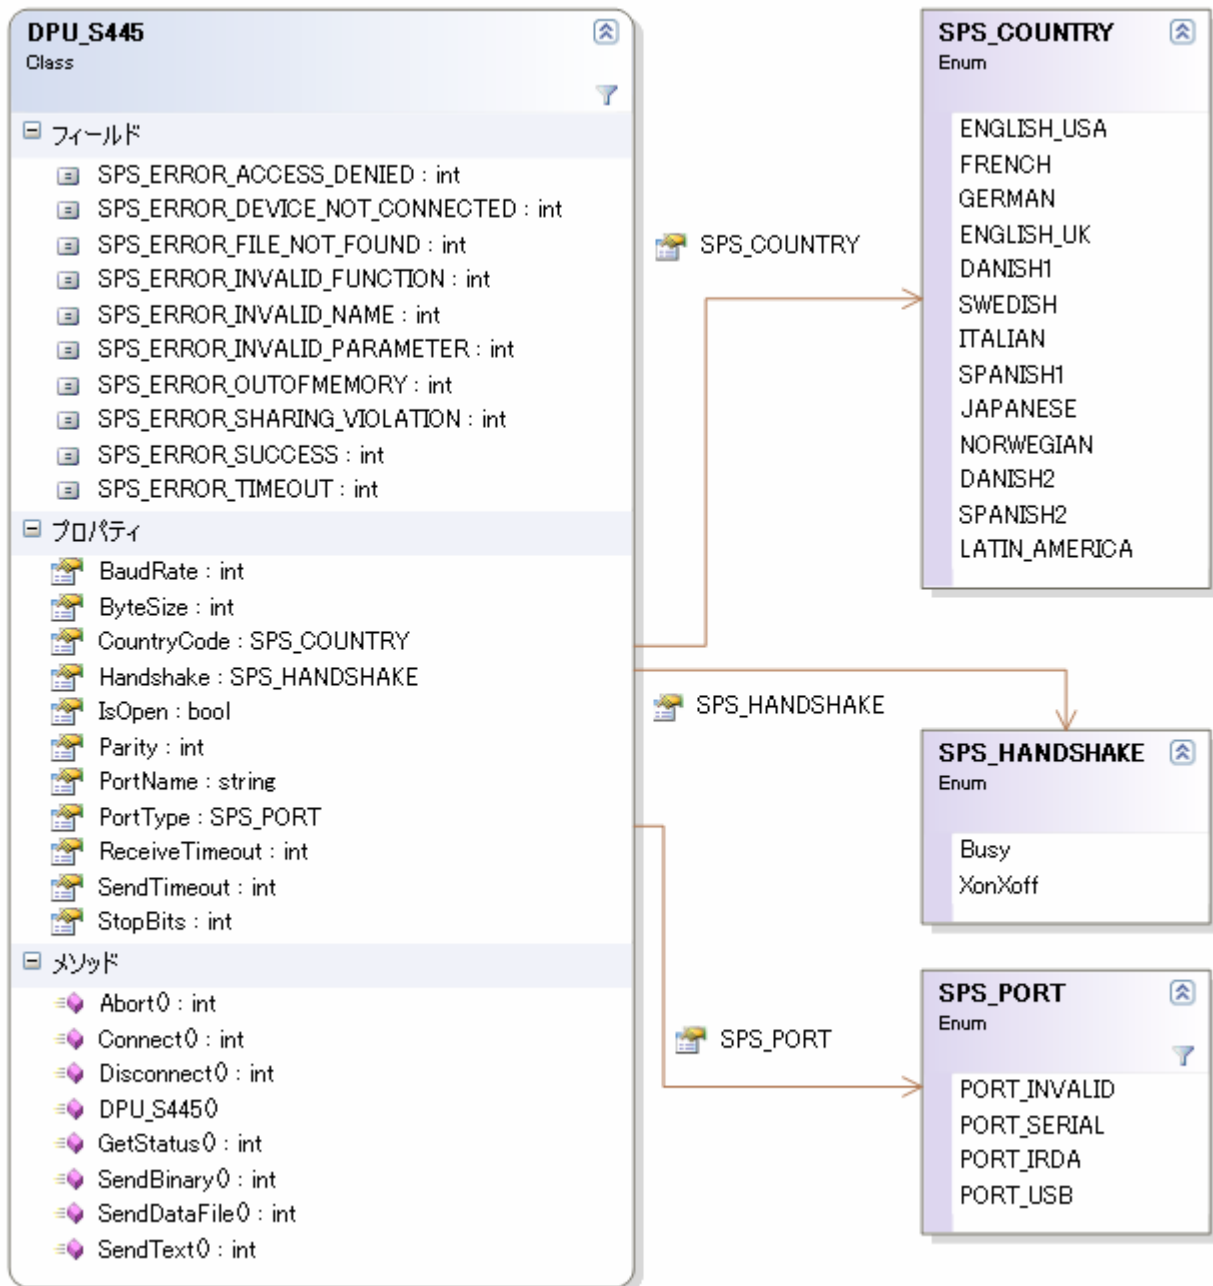 DPU_S445
Class
フィールド
SPS_ERROR_ACCESS_DENIED : int
SPS_ERROR_DEVICE_NOT_CONNECTED : int
SPS_ERROR_FILE_NOT_FOUND : int
SPS_ERROR_INVALID_FUNCTION : int
SPS_ERROR_INVALID_NAME : int
SPS_ERROR_INVALID_PARAMETER : int
SPS_ERROR_OUTOFMEMORY : int
SPS_ERROR_SHARING_VIOLATION : int
SPS_ERROR_SUCCESS : int
SPS_ERROR_TIMEOUT : int
プロパティ
BaudRate : int
ByteSize : int
CountryCode : SPS_COUNTRY
Handshake : SPS_HANDSHAKE
IsOpen : bool
Parity : int
PortName : string
PortType : SPS_PORT
ReceiveTimeout : int
SendTimeout : int
StopBits : int
メソッド
Abort() : int
Connect() : int
Disconnect() : int
DPU_S445()
GetStatus() : int
SendBinary() : int
SendDataFile() : int
SendText() : int
SPS_COUNTRY
SPS_HANDSHAKE
SPS_PORT
SPS_COUNTRY
Enum
ENGLISH_USA
FRENCH
GERMAN
ENGLISH_UK
DANISH1
SWEDISH
ITALIAN
SPANISH1
JAPANESE
NORWEGIAN
DANISH2
SPANISH2
LATIN_AMERICA
SPS_HANDSHAKE
Enum
Busy
XonXoff
SPS_PORT
Enum
PORT_INVALID
PORT_SERIAL
PORT_IRDA
PORT_USB